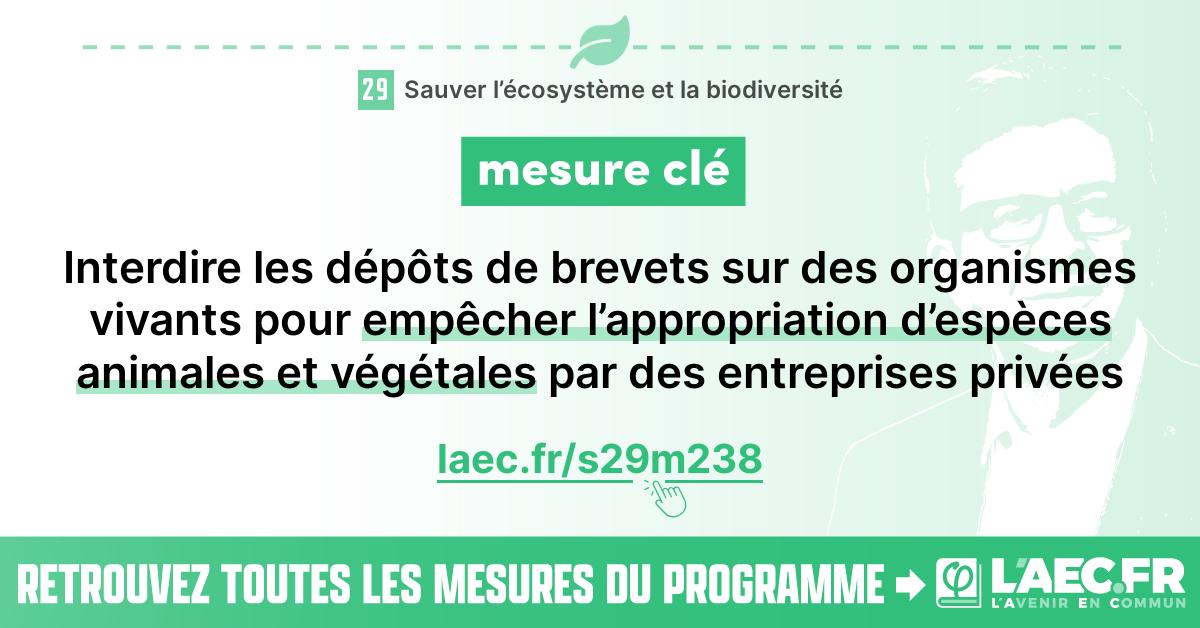 29 Sauver l’écosystème et la biodiversité
mesure clé
Interdire les dépôts de brevets sur des organismes
vivants pour empêcher l’appropriation d’espèces
animales et végétales par des entreprises privées
laec.fr/s29m238
RETROUVEZ TOUTES LES MESURES DU PROGRAMME
φ L'AEC.FR
L'AVENIR EN COMMUN